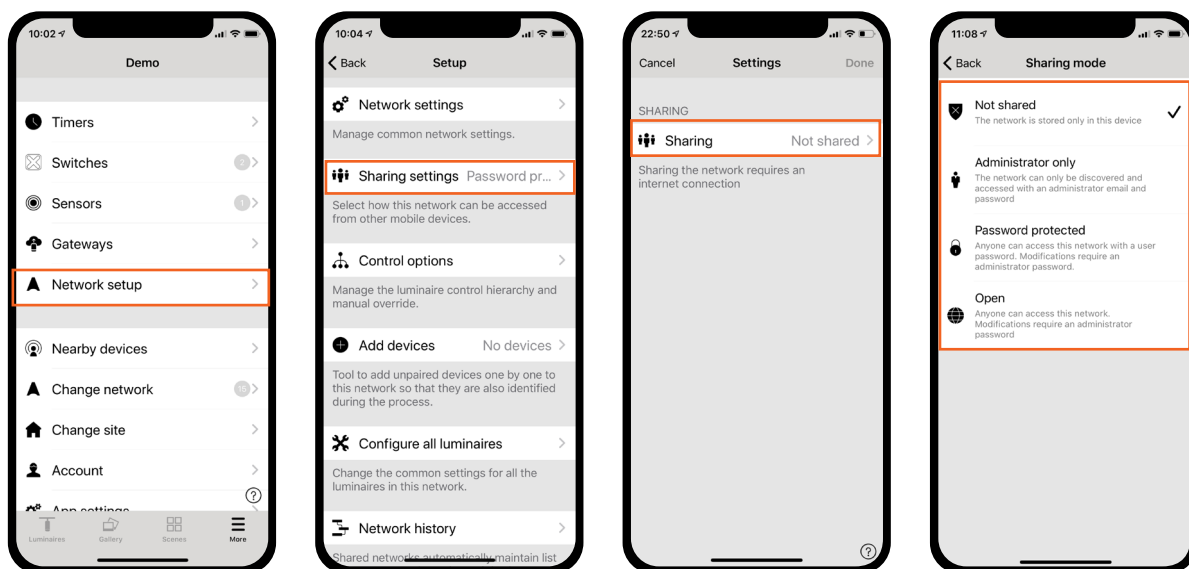 10:02
Demo
Timers
Switches 2
Sensors 1
Gateways
Network setup
Nearby devices
Change network 15
Change site
Account
App settings
?
Luminaires Gallery Scenes More
10:04
Back Setup
Network settings
Manage common network settings.
Sharing settings Password pr...
Select how this network can be accessed
from other mobile devices.
Control options
Manage the luminaire control hierarchy and
manual override.
Add devices No devices
Tool to add unpaired devices one by one to
this network so that they are also identified
during the process.
Configure all luminaires
Change the common settings for all the
luminaires in this network.
Network history
Shared networks automatically maintain list
22:50
Cancel Settings Done
SHARING
Sharing Not shared
Sharing the network requires an
internet connection
?
11:08
Back Sharing mode
Not shared
The network is stored only in this device
Administrator only
The network can only be discovered and
accessed with an administrator email and
password
Password protected
Anyone can access this network with a user
password. Modifications require an
administrator password.
Open
Anyone can access this network.
Modifications require an administrator
password